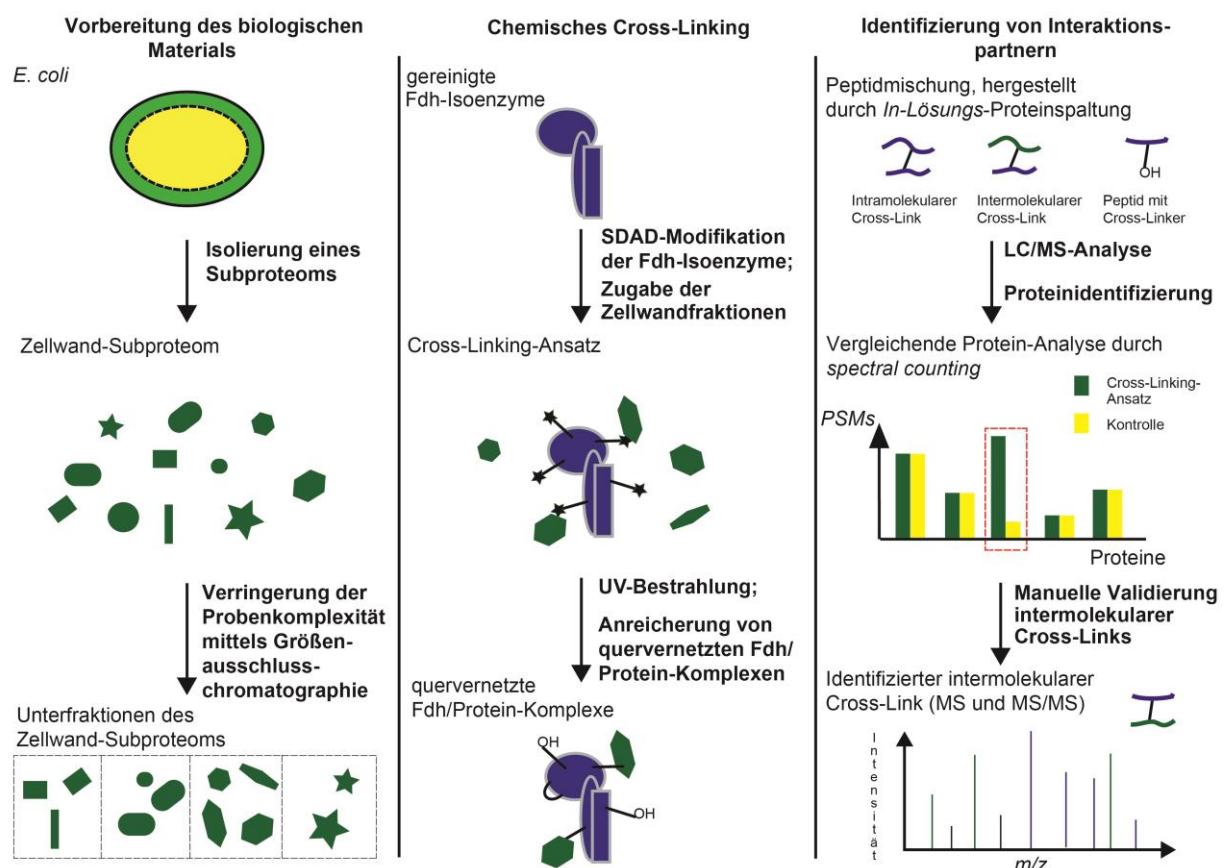 Vorbereitung des biologischen
Materials
E. coli
Isolierung eines
Subproteoms
Zellwand-Subproteom
Verringerung der
Probenkomplexität
mittels Größen-
ausschluss-
chromatographie
Unterfraktionen des
Zellwand-Subproteoms
Chemisches Cross-Linking
gereinigte
Fdh-Isoenzyme
SDAD-Modifikation
der Fdh-Isoenzyme;
Zugabe der
Zellwandfraktionen
Cross-Linking-Ansatz
UV-Bestrahlung;
Anreicherung von
quervernetzten Fdh/
Protein-Komplexen
quervernetzte
Fdh/Protein-Komplexe
OH
OH
Identifizierung von Interaktions-
partnern
Peptidmischung, hergestellt
durch In-Lösungs-Proteinspaltung
OH
Intramolekularer
Cross-Link
Intermolekularer
Cross-Link
Peptid mit
Cross-Linker
LC/MS-Analyse
Proteinidentifizierung
Vergleichende Protein-Analyse durch
spectral counting
Cross-Linking-
Ansatz
Kontrolle
PSMs
Proteine
Manuelle Validierung
intermolekularer
Cross-Links
Identifizierter intermolekularer
Cross-Link (MS und MS/MS)
Intensität
m/z